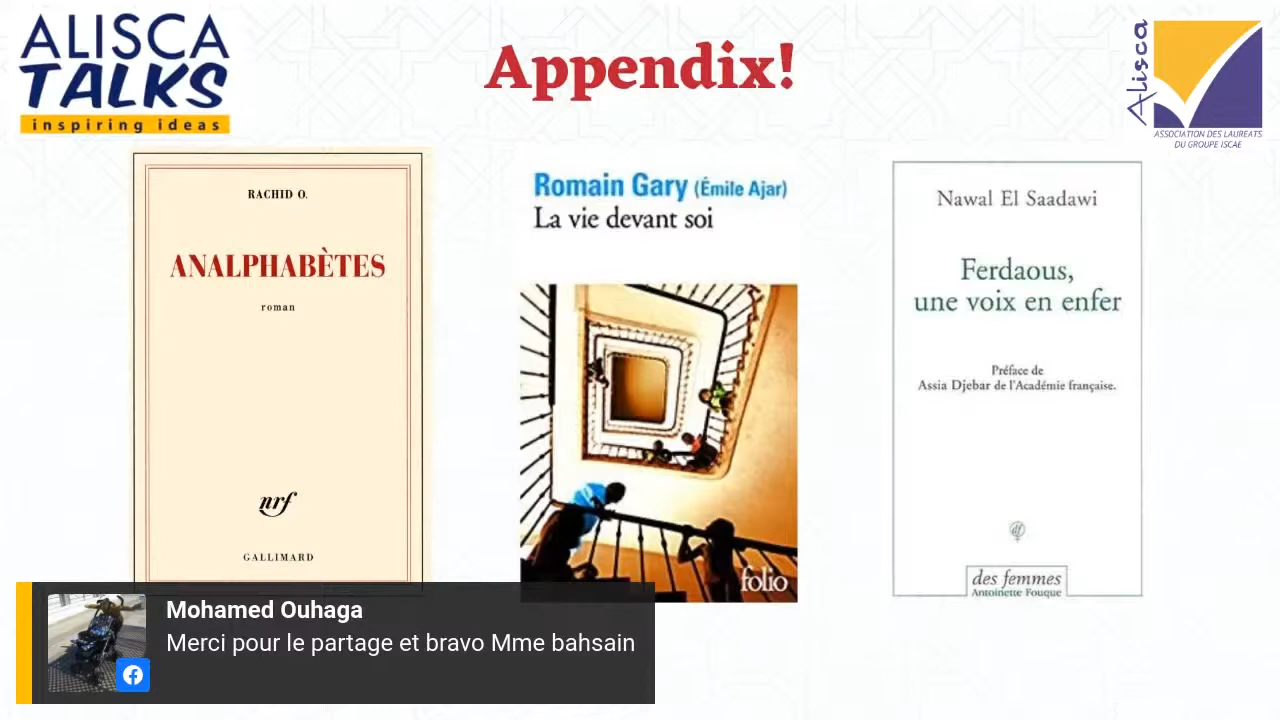 ALISCA
TALKS
inspiring ideas
Appendix!
Alisca
ASSOCIATION DES LAUREATS
DU GROUPE ISCAE
RACHID O.
ANALPHABÈTES
roman
nrf
GALLIMARD
Romain Gary (Émile Ajar)
La vie devant soi
folio
Nawal El Saadawi
Ferdaous,
une voix en enfer
Préface de
Assia Djebar de l'Académie française.
df
des femmes
Antoinette Fouque
Mohamed Ouhaga
Merci pour le partage et bravo Mme bahsain